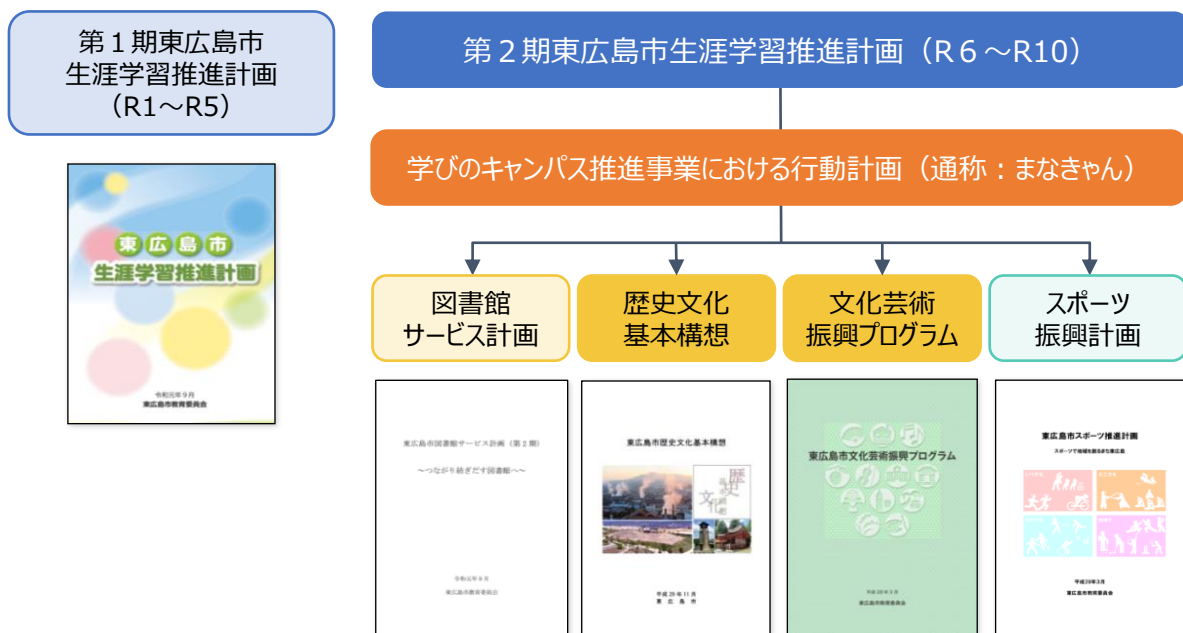 第１期東広島市
生涯学習推進計画
（R1～R5）
第２期東広島市生涯学習推進計画（R６～R10）
学びのキャンパス推進事業における行動計画（通称：まなきゃん）
図書館
サービス計画
歴史文化
基本構想
文化芸術
振興プログラム
スポーツ
振興計画
東広島市
生涯学習推進計画
令和元年９月
東広島市教育委員会
東広島市図書館サービス計画（第２期）
～つながり紡ぎだす図書館へ～
東広島市教育委員会
東広島市歴史文化基本構想
歴史
文化
平成29年11月
東広島市
東広島市文化芸術振興プログラム
東広島市教育委員会
東広島市スポーツ推進計画
東広島市教育委員会